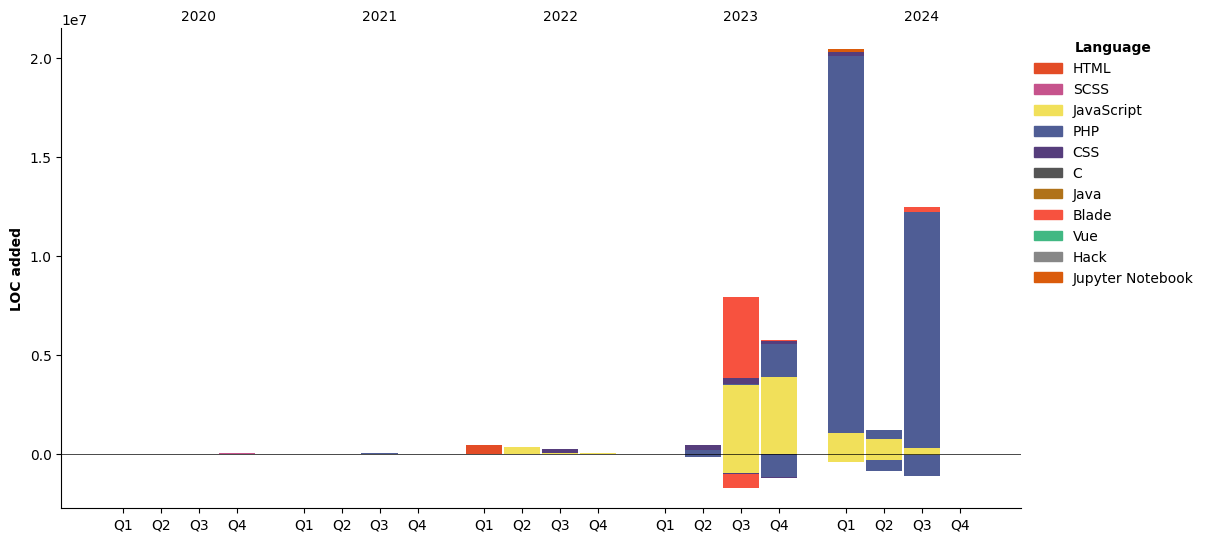 1e7
2020 2021 2022 2023 2024
2.0
1.5
1.0
0.5
0.0
LOC added
Q1 Q2 Q3 Q4 Q1 Q2 Q3 Q4 Q1 Q2 Q3 Q4 Q1 Q2 Q3 Q4 Q1 Q2 Q3 Q4
Language
HTML
SCSS
JavaScript
PHP
CSS
C
Java
Blade
Vue
Hack
Jupyter Notebook